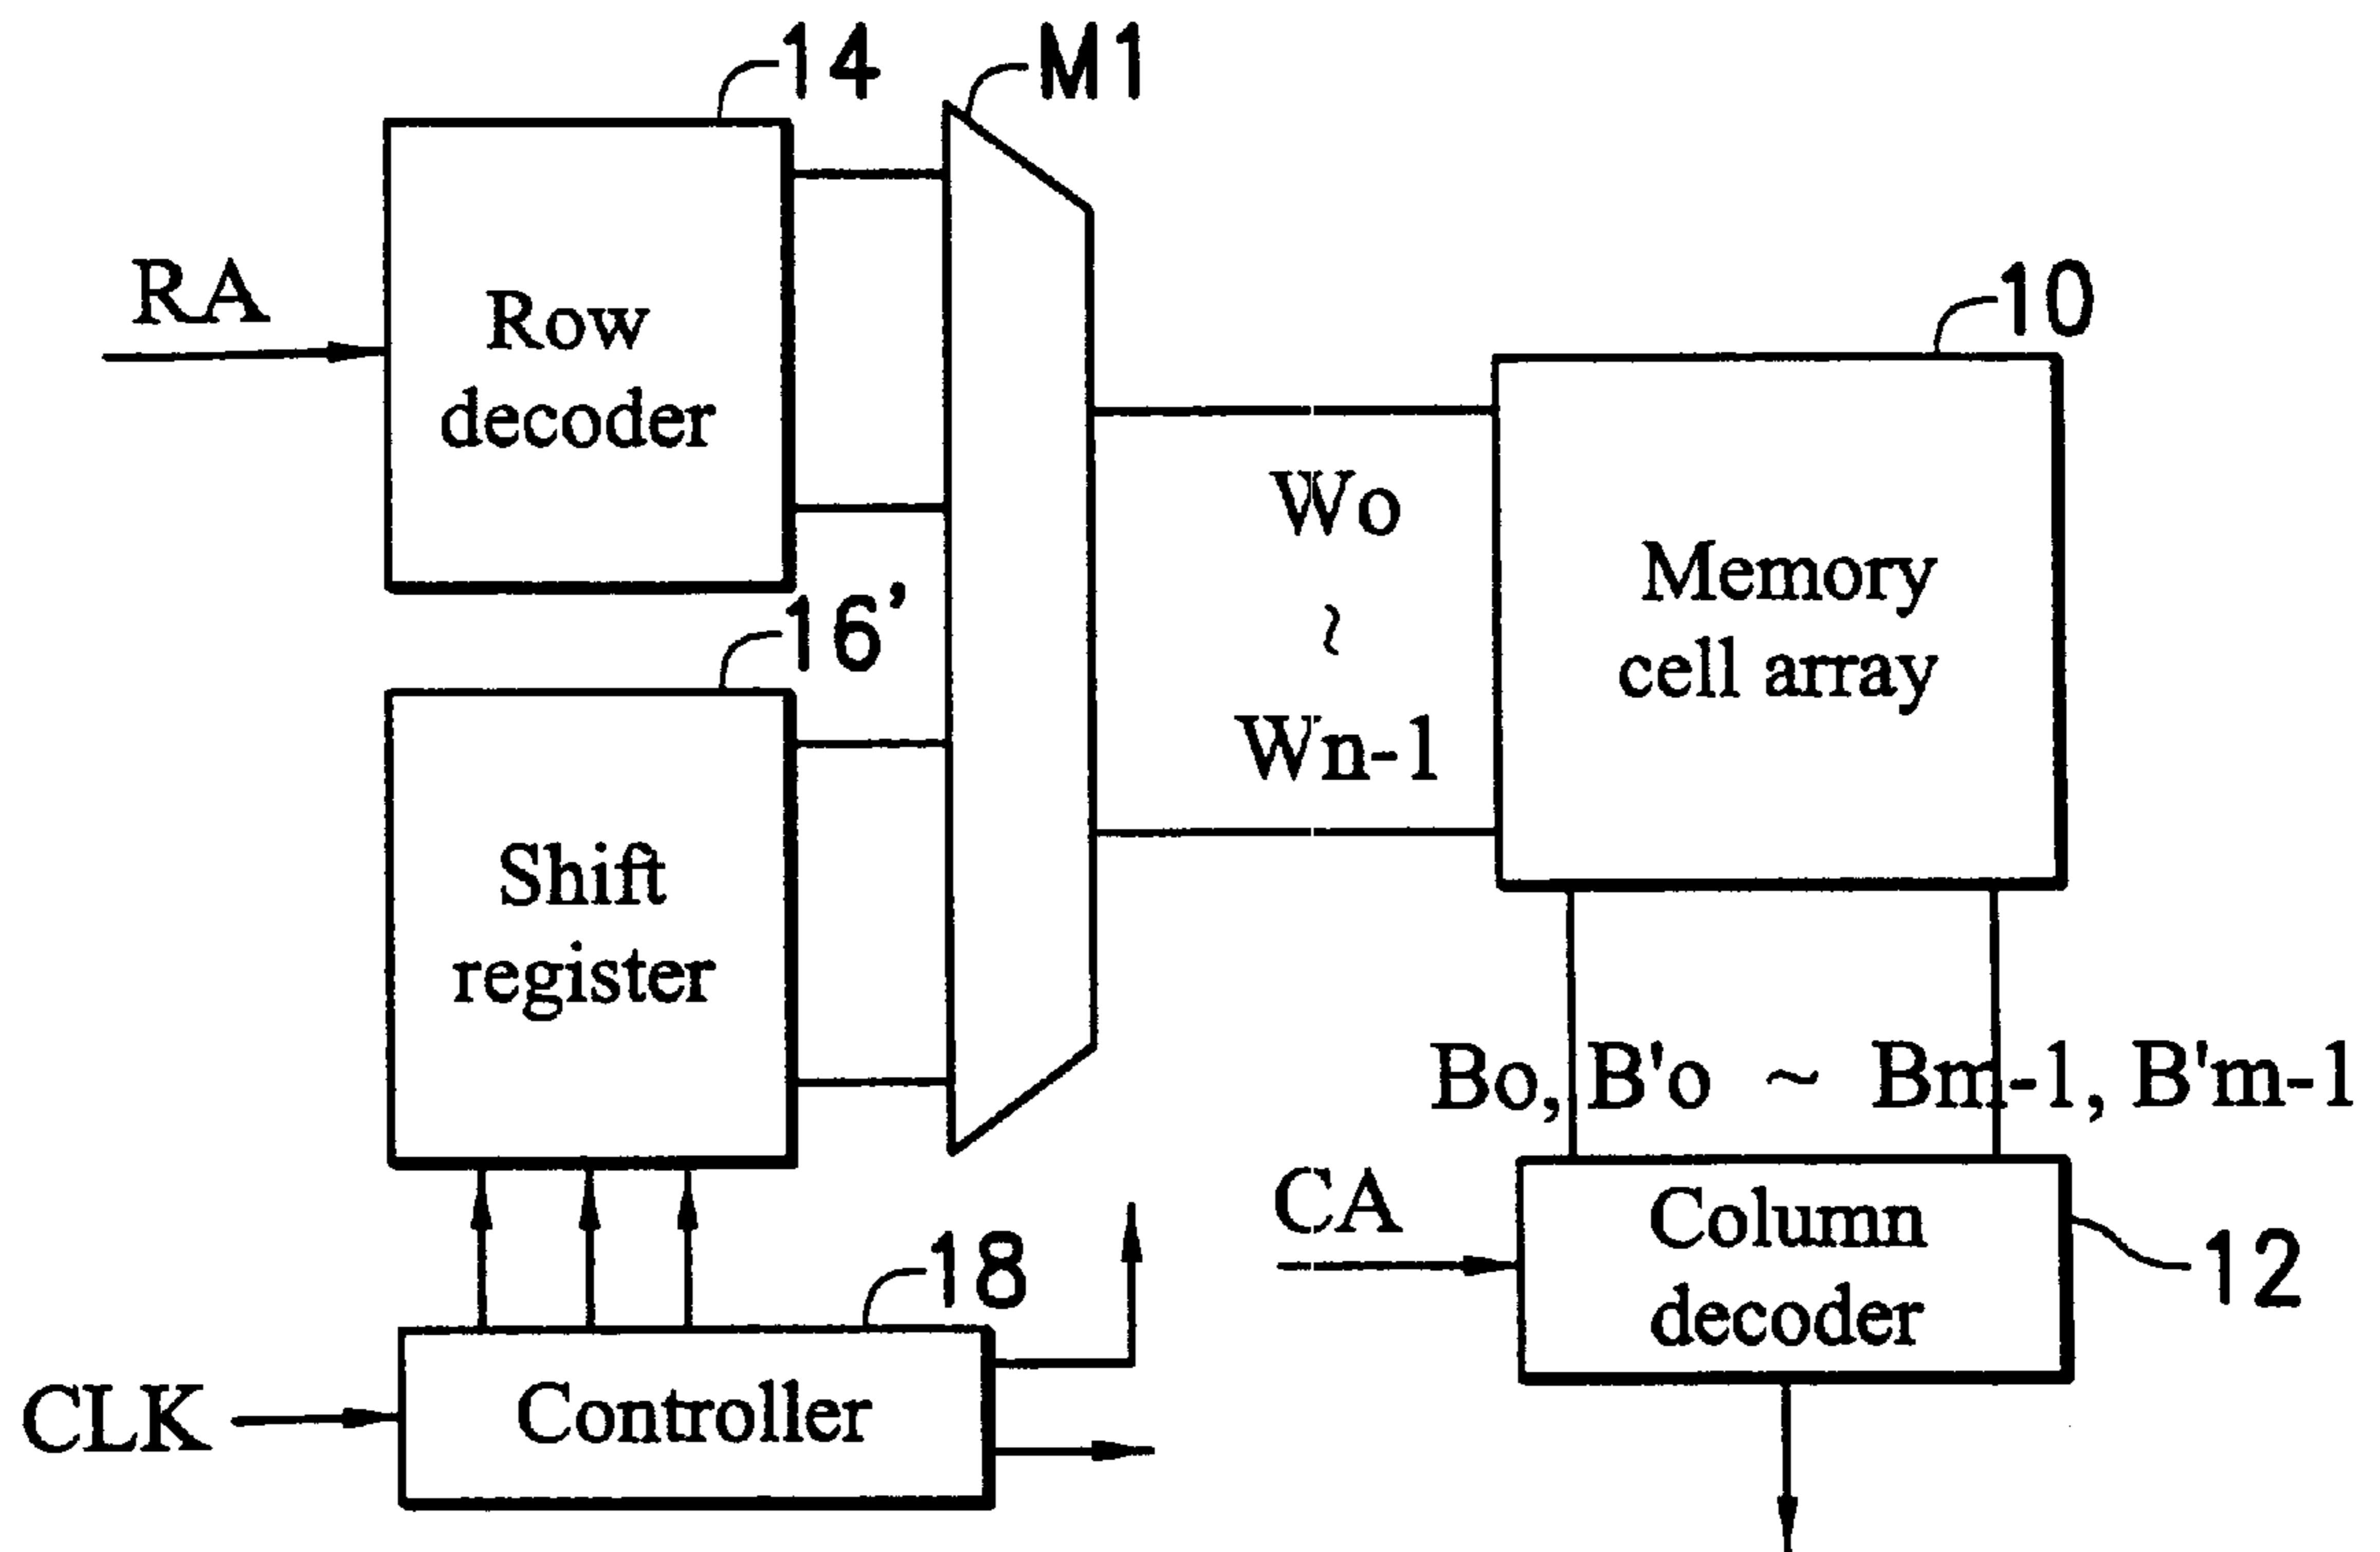 14
M1
RA
Row
decoder
10
Wo
~
Wn-1
Memory
cell array
16’
Shift
register
Bo, B'o ~ Bm-1, B'm-1
CA
Column
decoder
12
18
CLK
Controller